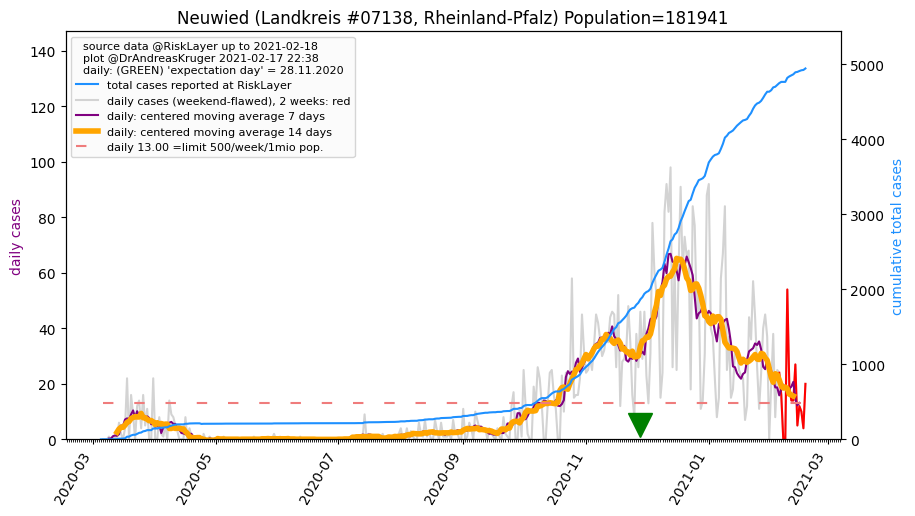 Neuwied (Landkreis #07138, Rheinland-Pfalz) Population=181941
source data @RiskLayer up to 2021-02-18
plot @DrAndreasKruger 2021-02-17 22:38
daily: (GREEN) 'expectation day' = 28.11.2020
total cases reported at RiskLayer
daily cases (weekend-flawed), 2 weeks: red
daily: centered moving average 7 days
daily: centered moving average 14 days
daily 13.00 =limit 500/week/1mio pop.
daily cases
140
120
100
80
60
40
20
0
cumulative total cases
5000
4000
3000
2000
1000
0
2020-03
2020-05
2020-07
2020-09
2020-11
2021-01
2021-03